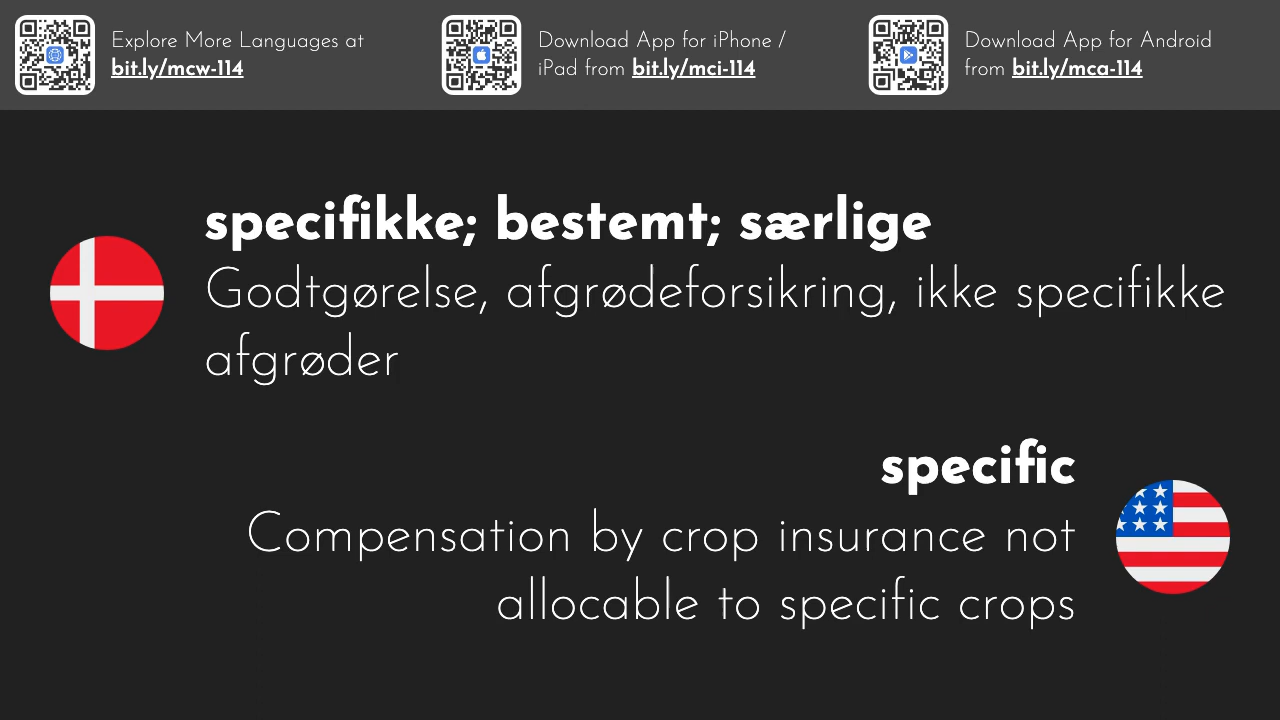 Explore More Languages at
bit.ly/mcw-114
Download App for iPhone /
iPad from bit.ly/mci-114
Download App for Android
from bit.ly/mca-114
specifikke; bestemt; særlige
Godtgørelse, afgrødeforsikring, ikke specifikke
afgrøder
specific
Compensation by crop insurance not
allocable to specific crops